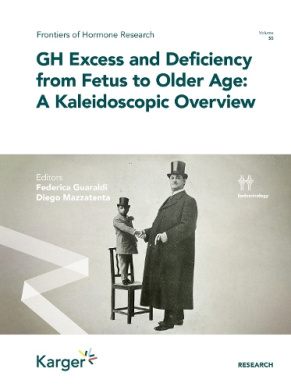 Frontiers of Hormone Research
Volume
55
GH Excess and Deficiency
from Fetus to Older Age:
A Kaleidoscopic Overview
Editors
Federica Guaraldi
Diego Mazzatenta
Endocrinology
Karger
RESEARCH